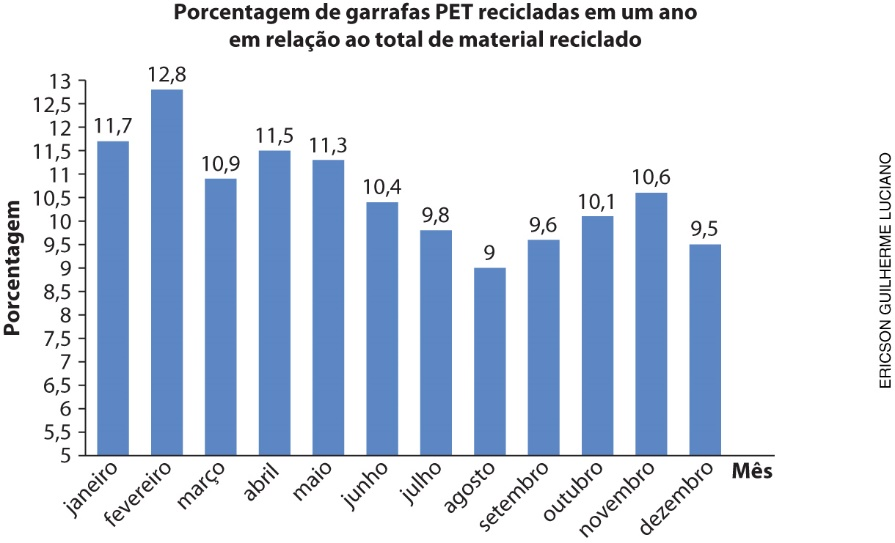 Porcentagem de garrafas PET recicladas em um ano
em relação ao total de material reciclado
Porcentagem
13
12,5
12
11,5
11
10,5
10
9,5
9
8,5
8
7,5
7
6,5
6
5,5
5
11,7
12,8
10,9
11,5
11,3
10,4
9,8
9
9,6
10,1
10,6
9,5
janeiro
fevereiro
março
abril
maio
junho
julho
agosto
setembro
outubro
novembro
dezembro
Mês
ERICSON GUILHERME LUCIANO